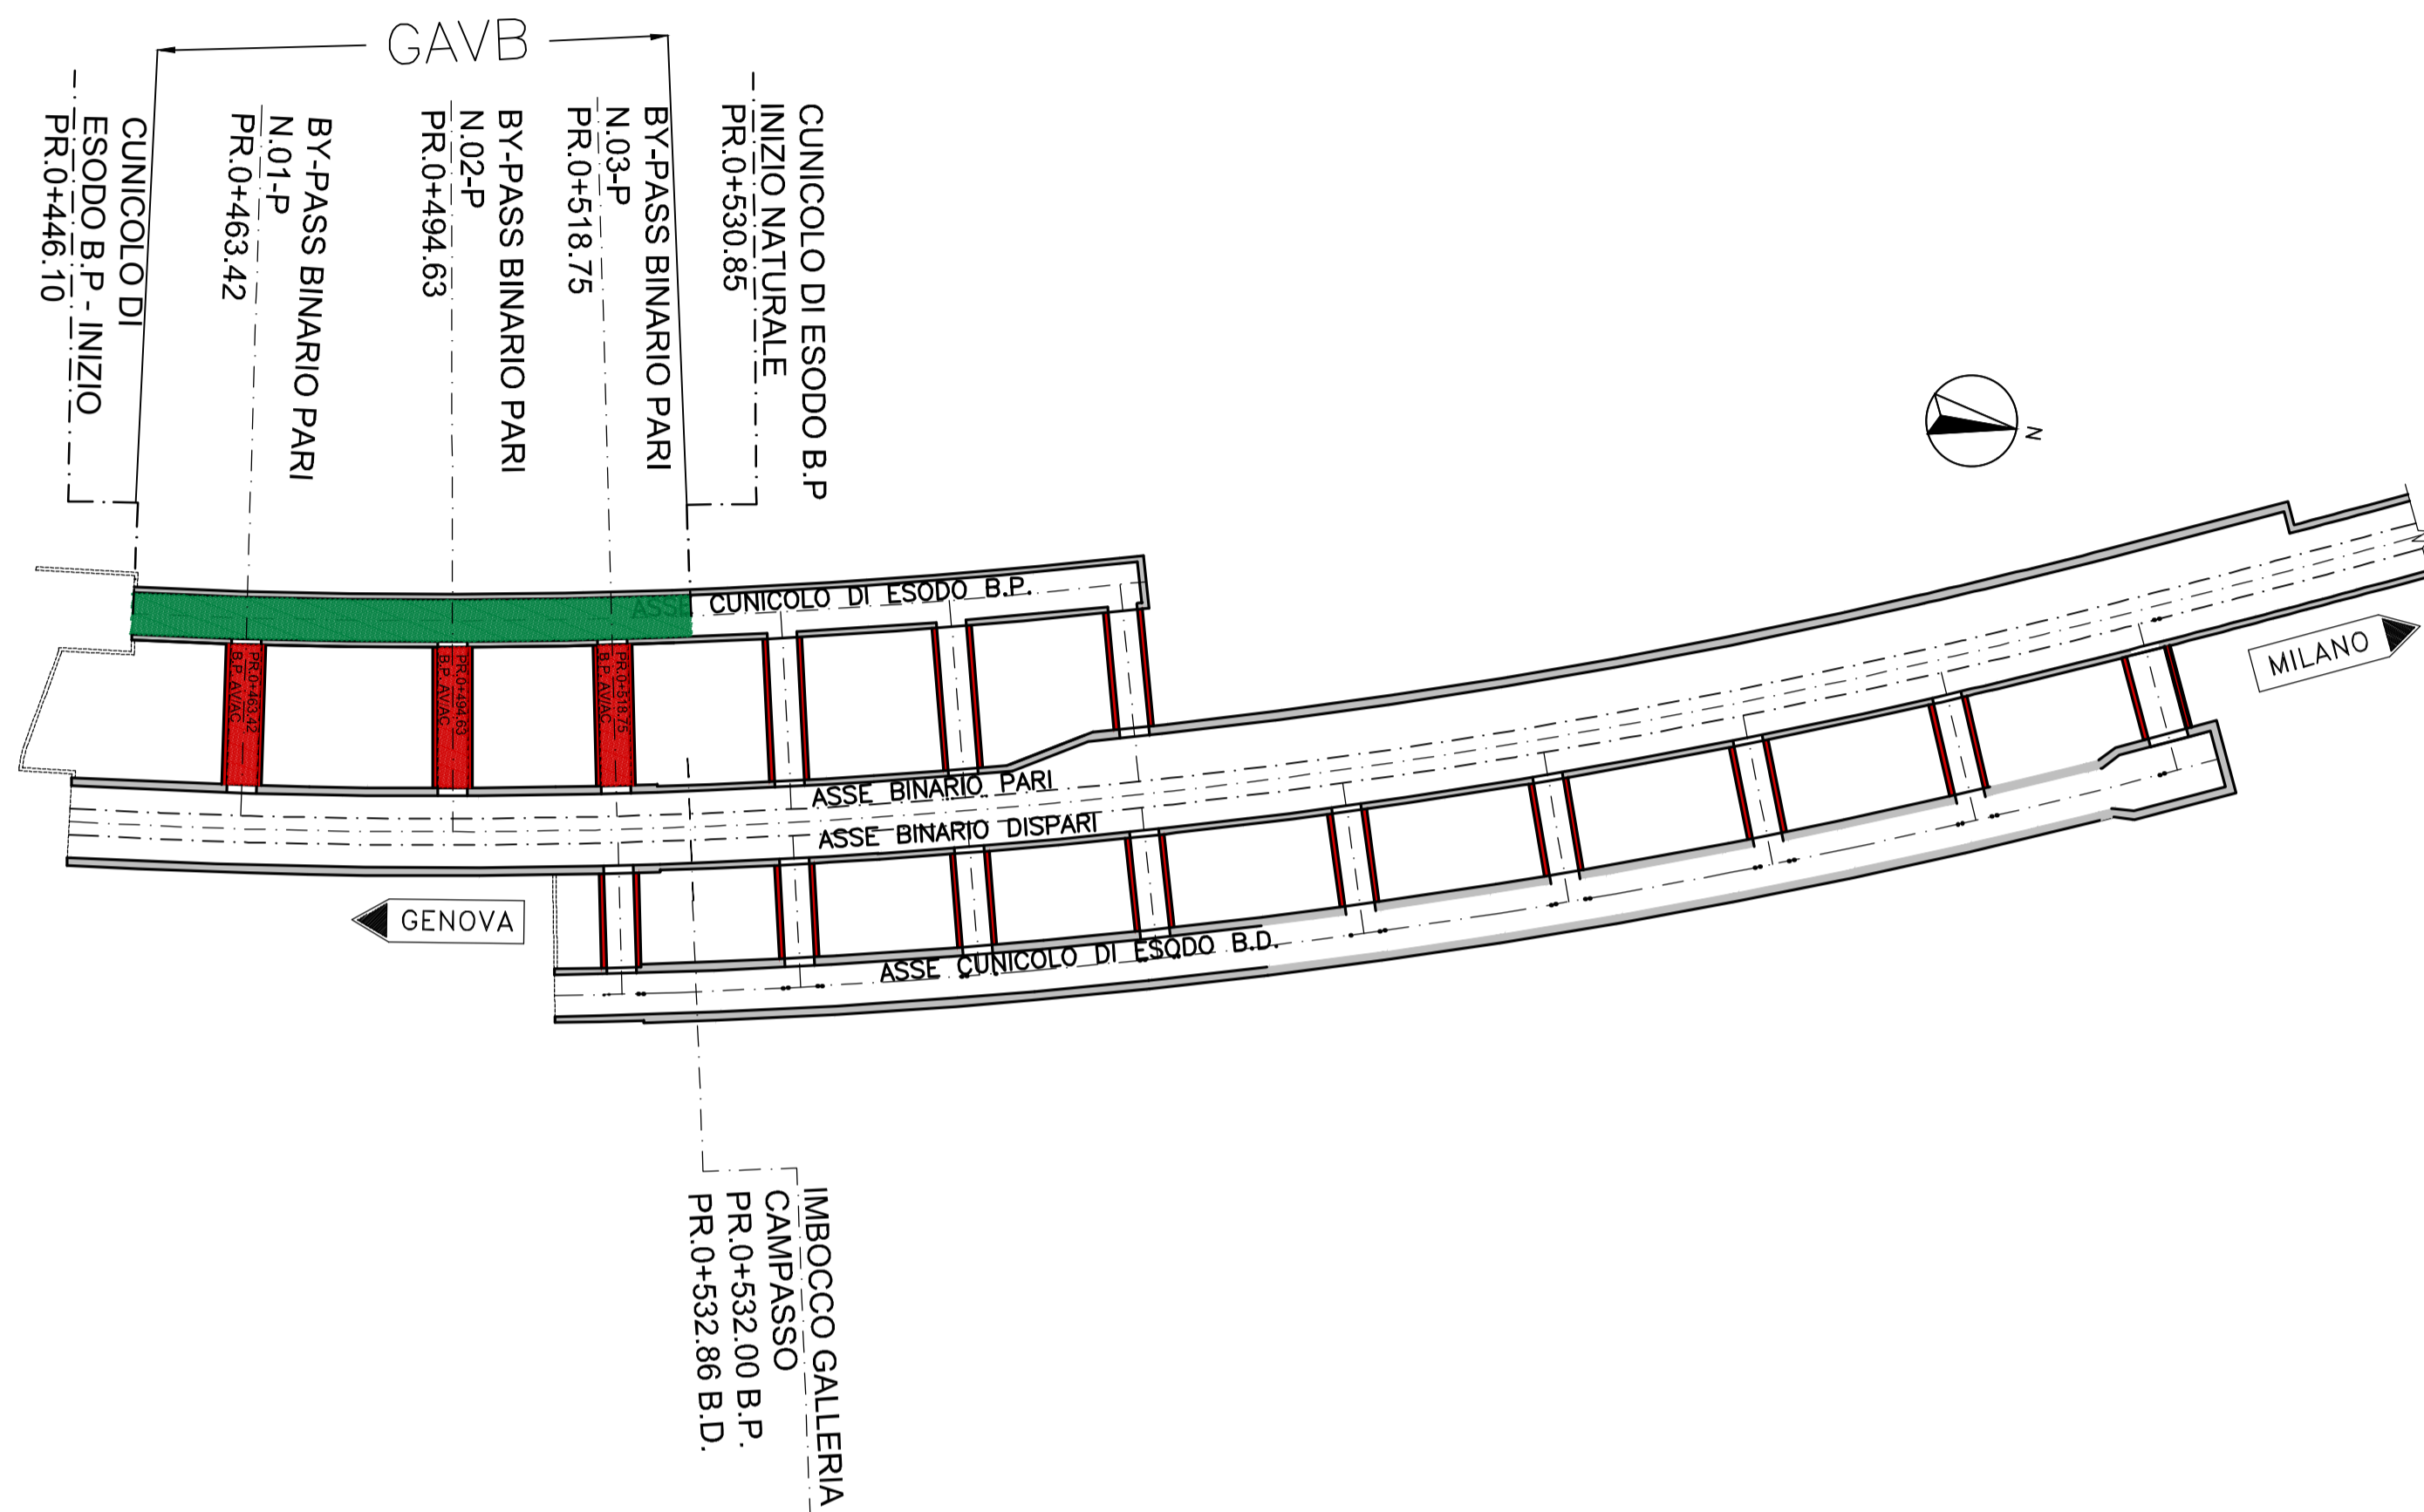 GAVB
CUNICOLO DI
ESODO B.P - INIZIO
PR.0+446.10
BY-PASS BINARIO PARI
N.01-P
PR.0+463.42
BY-PASS BINARIO PARI
N.02-P
PR.0+494.63
BY-PASS BINARIO PARI
N.03-P
PR.0+518.75
CUNICOLO DI ESODO B.P
INIZIO NATURALE
PR.0+530.85
N
ASSE CUNICOLO DI ESODO B.P.
PR.0+463.42
B.P. AV/AC
PR.0+494.63
B.P. AV/AC
PR.0+518.75
B.P. AV/AC
MILANO
ASSE BINARIO PARI
ASSE BINARIO DISPARI
GENOVA
ASSE CUNICOLO DI ESODO B.D.
IMBOCCO GALLERIA
CAMPASSO
PR.0+532.00 B.P.
PR.0+532.86 B.D.